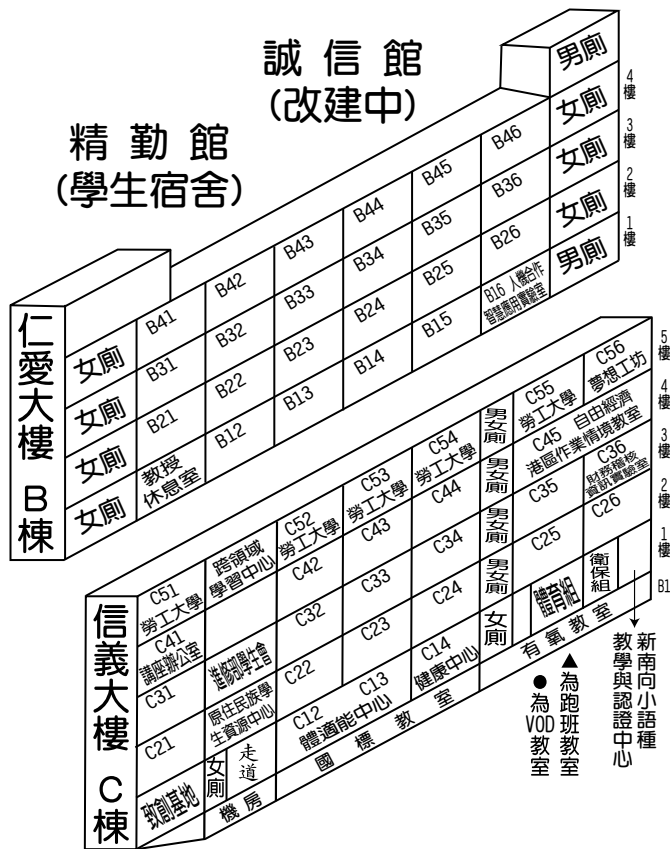 誠信館
(改建中)
精勤館
(學生宿舍)
仁愛大樓 B棟
4樓
3樓
2樓
1樓
女廁
B41
B42
B43
B44
B45
B46
男廁
女廁
B31
B32
B33
B34
B35
B36
女廁
女廁
B21
B22
B23
B24
B25
B26
女廁
女廁
教授
休息室
B12
B13
B14
B15
B16 人機合作
智慧應用實驗室
女廁
男廁
信義大樓 C棟
5樓
4樓
3樓
2樓
1樓
B1
C51
勞工大學
跨領域
學習中心
C52
勞工大學
C53
勞工大學
C54
勞工大學
男女廁
C55
勞工大學
C56
夢想工坊
C41
講座辦公室
C42
C43
C44
男女廁
C45 自由經濟
港區作業情境教室
C31
進修部學生會
C32
C33
C34
男女廁
C35
C36
財務稽核
資訊實驗室
C21
原住民族學
生資源中心
C22
C23
C24
男女廁
C25
C26
致創基地
女廁
走道
C12
C13
體適能中心
C14
健康中心
女廁
體育組
衛保組
機房
國標教室
有氧教室
新南向小語種
教學與認證中心
▲為跑班教室
●為VOD教室